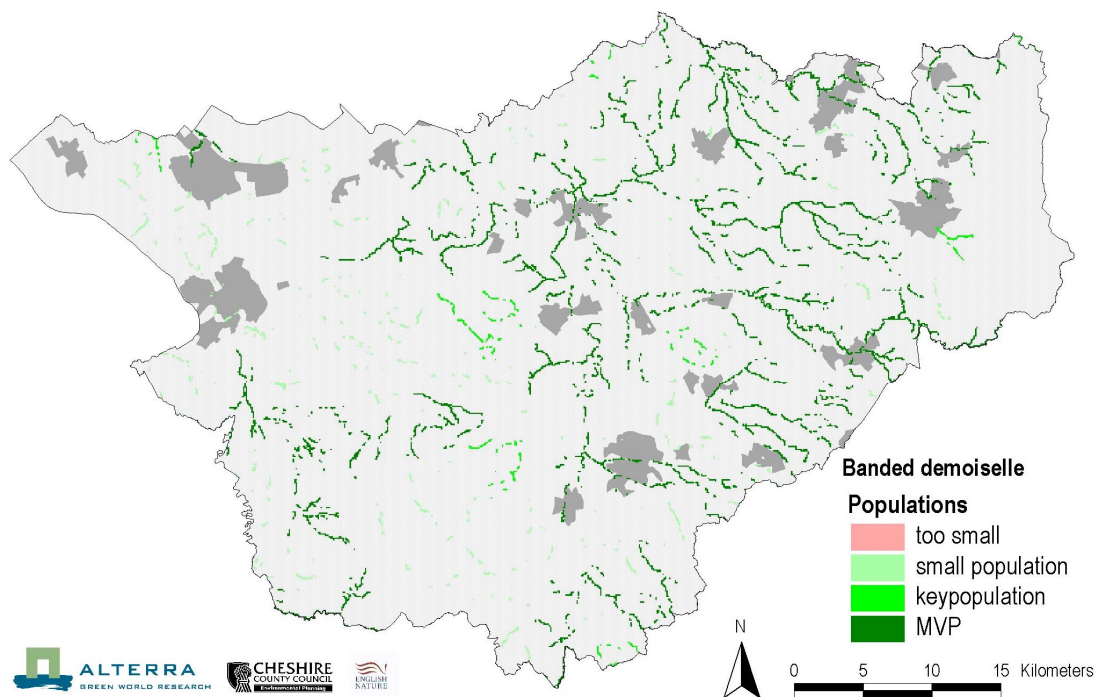 Banded demoiselle
Populations
too small
small population
keypopulation
MVP
N
0 5 10 15 Kilometers
ALTERRA
GREEN WORLD RESEARCH
CHESHIRE
COUNTY COUNCIL
Environmental Planning
ENGLISH
NATURE